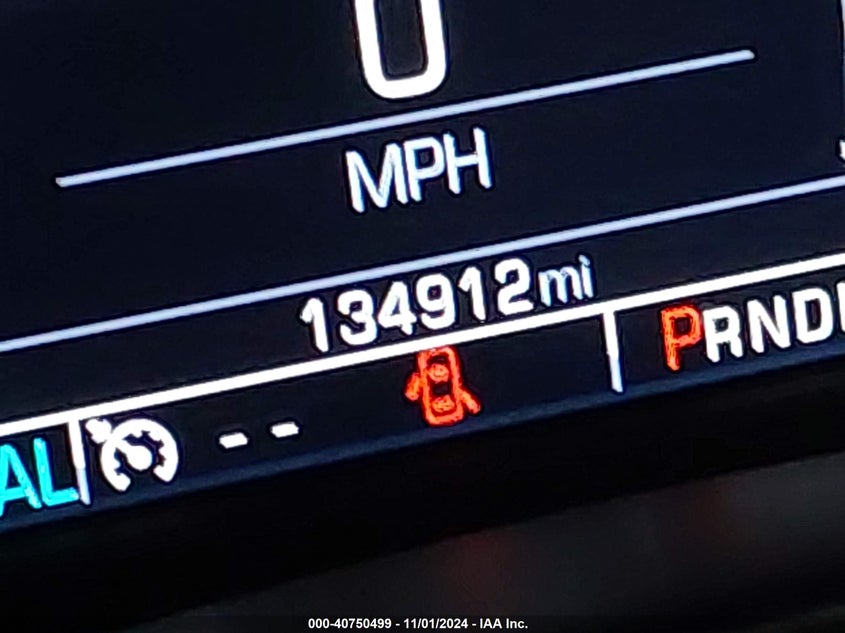 0
MPH
134912mi
PRND
AL
--
000-40750499 - 11/01/2024 - IAA Inc.